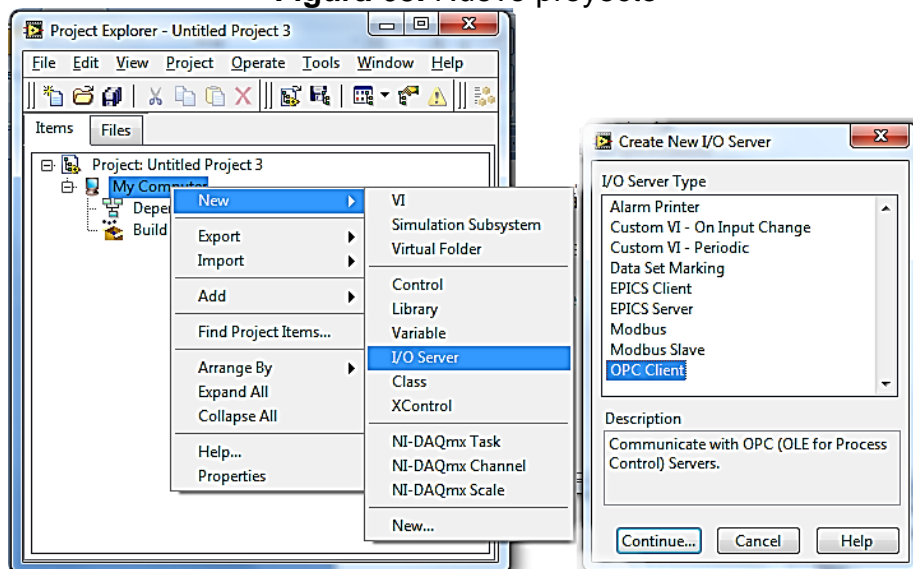 Figura Nuevo proyecto
Project Explorer - Untitled Project 3
File Edit View Project Operate Tools Window Help
Items Files
Project: Untitled Project 3
My Computer
Depe
Build
New
Export
Import
Add
Find Project Items...
Arrange By
Expand All
Collapse All
Help...
Properties
VI
Simulation Subsystem
Virtual Folder
Control
Library
Variable
I/O Server
Class
XControl
NI-DAQmx Task
NI-DAQmx Channel
NI-DAQmx Scale
New...
Create New I/O Server
I/O Server Type
Alarm Printer
Custom VI - On Input Change
Custom VI - Periodic
Data Set Marking
EPICS Client
EPICS Server
Modbus
Modbus Slave
OPC Client
Description
Communicate with OPC (OLE for Process
Control) Servers.
Continue... Cancel Help